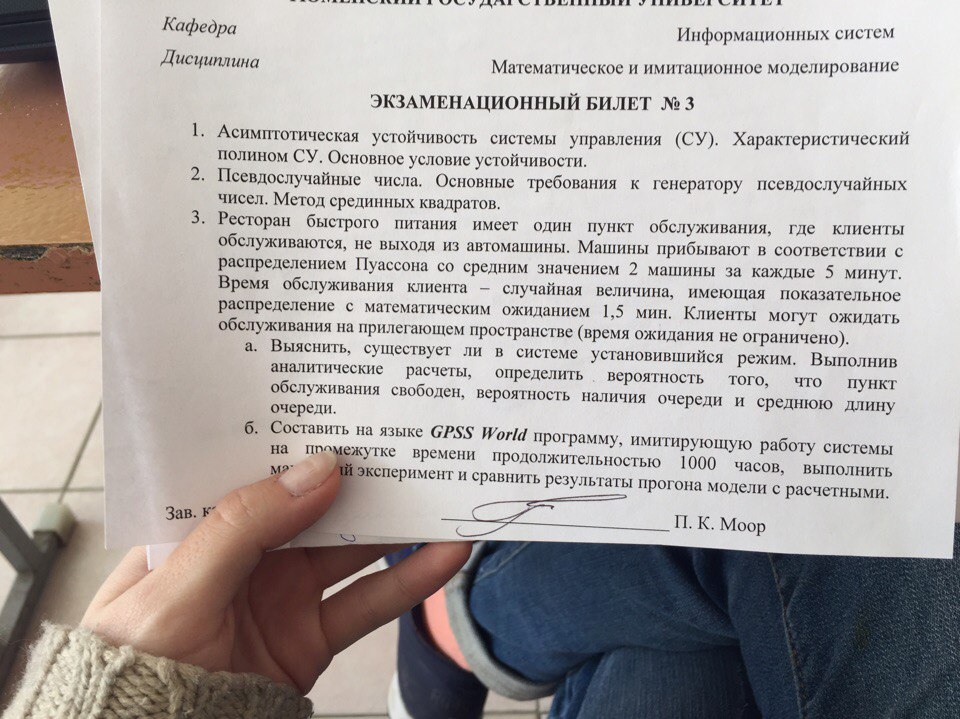 ТЮМЕНСКИЙ ГОСУДАРСТВЕННЫЙ УНИВЕРСИТЕТ
Кафедра Информационных систем
Дисциплина Математическое и имитационное моделирование
ЭКЗАМЕНАЦИОННЫЙ БИЛЕТ № 3
1. Асимптотическая устойчивость системы управления (СУ). Характеристический
полином СУ. Основное условие устойчивости.
2. Псевдослучайные числа. Основные требования к генератору псевдослучайных
чисел. Метод срединных квадратов.
3. Ресторан быстрого питания имеет один пункт обслуживания, где клиенты
обслуживаются, не выходя из автомашины. Машины прибывают в соответствии с
распределением Пуассона со средним значением 2 машины за каждые 5 минут.
Время обслуживания клиента – случайная величина, имеющая показательное
распределение с математическим ожиданием 1,5 мин. Клиенты могут ожидать
обслуживания на прилегающем пространстве (время ожидания не ограничено).
а. Выяснить, существует ли в системе установившийся режим. Выполнив
аналитические расчеты, определить вероятность того, что пункт
обслуживания свободен, вероятность наличия очереди и среднюю длину
очереди.
б. Составить на языке GPSS World программу, имитирующую работу системы
на промежутке времени продолжительностью 1000 часов, выполнить
эксперимент и сравнить результаты прогона модели с расчетными.
Зав. П. К. Моор